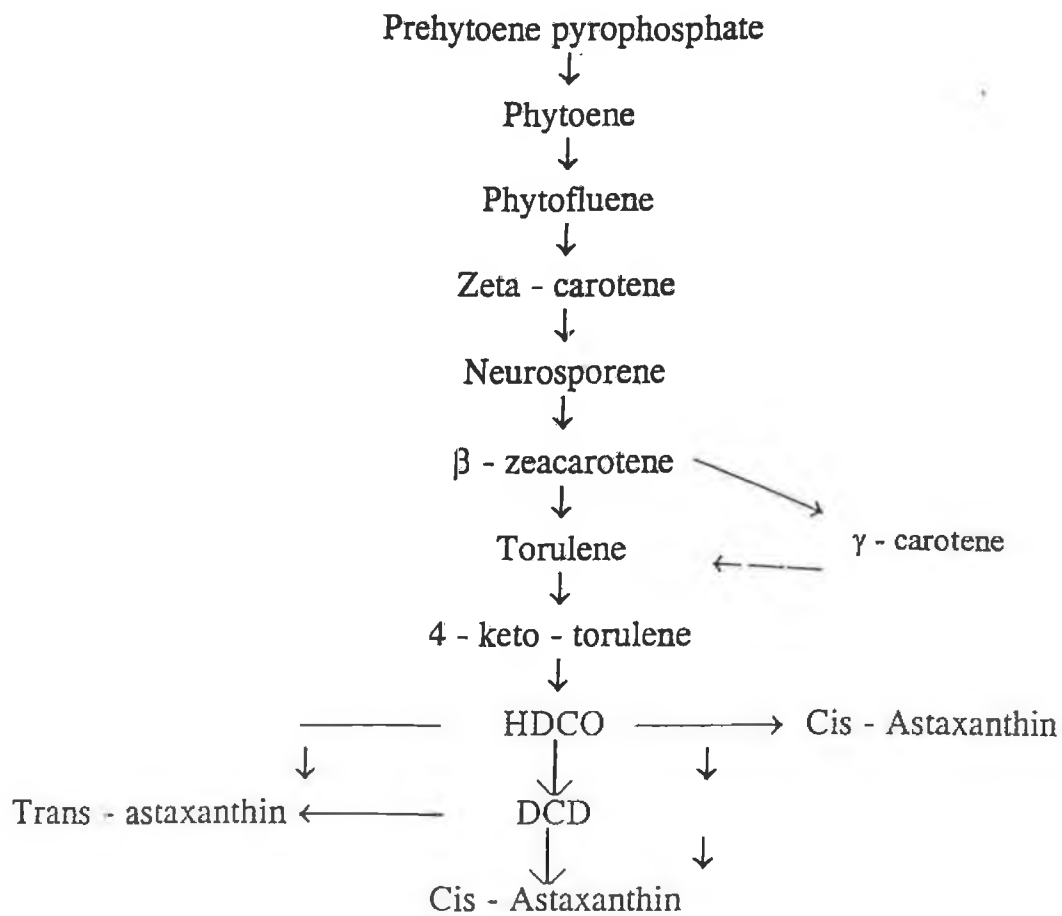 Prehytoene pyrophosphate
Phytoene
Phytofluene
Zeta - carotene
Neurosporene
β - zeacarotene
γ - carotene
Torulene
4 - keto - torulene
HDCO
Cis - Astaxanthin
Trans - astaxanthin
DCD
Cis - Astaxanthin